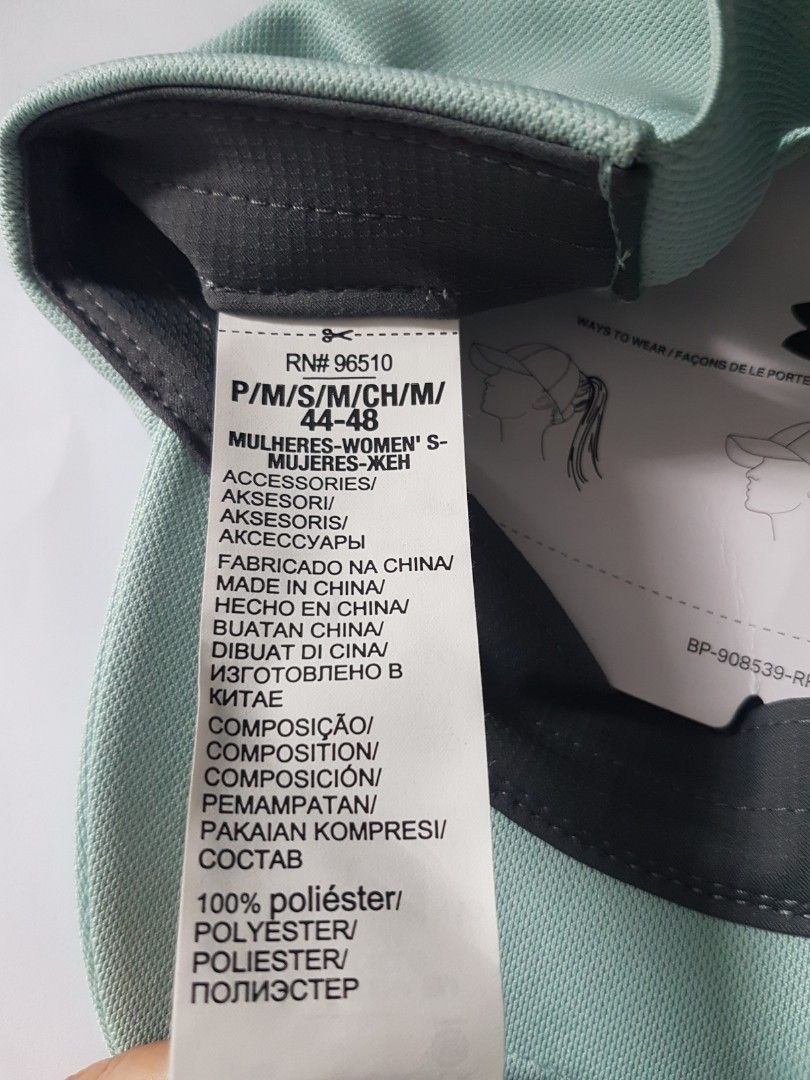 RN# 96510
P/M/S/M/CH/M/
44-48
MULHERES-WOMEN' S-
MUJERES-ЖЕН
ACCESSORIES/
AKSESORI/
AKSESORIS/
АКСЕССУАРЫ
FABRICADO NA CHINA/
MADE IN CHINA/
HECHO EN CHINA/
BUATAN CHINA/
DIBUAT DI CINA/
ИЗГОТОВЛЕНО В
КИТАЕ
COMPOSIÇÃO/
COMPOSITION/
COMPOSICIÓN/
PEMAMPATAN/
PAKAIAN KOMPRESI/
СОСТАВ
100% poliéster/
POLYESTER/
POLIESTER/
ПОЛИЭСТЕР
WAYS TO WEAR / FAÇONS DE LE PORTE
BP-908539-